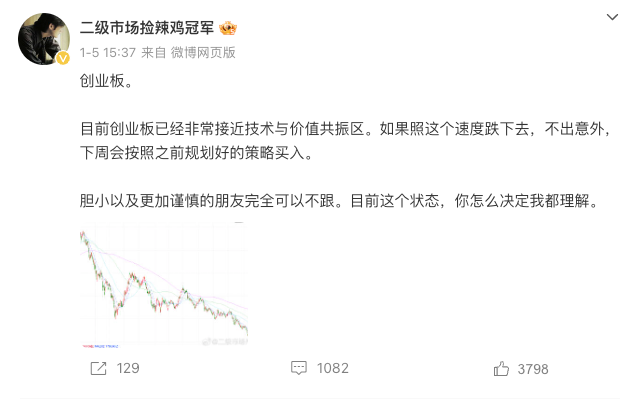 二级市场捡辣鸡冠军
1-5 15:37 来自 微博网页版
创业板。
目前创业板已经非常接近技术与价值共振区。如果照这个速度跌下去，不出意外，
下周会按照之前规划好的策略买入。
胆小以及更加谨慎的朋友完全可以不跟。目前这个状态，你怎么决定我都理解。
129
1082
3798